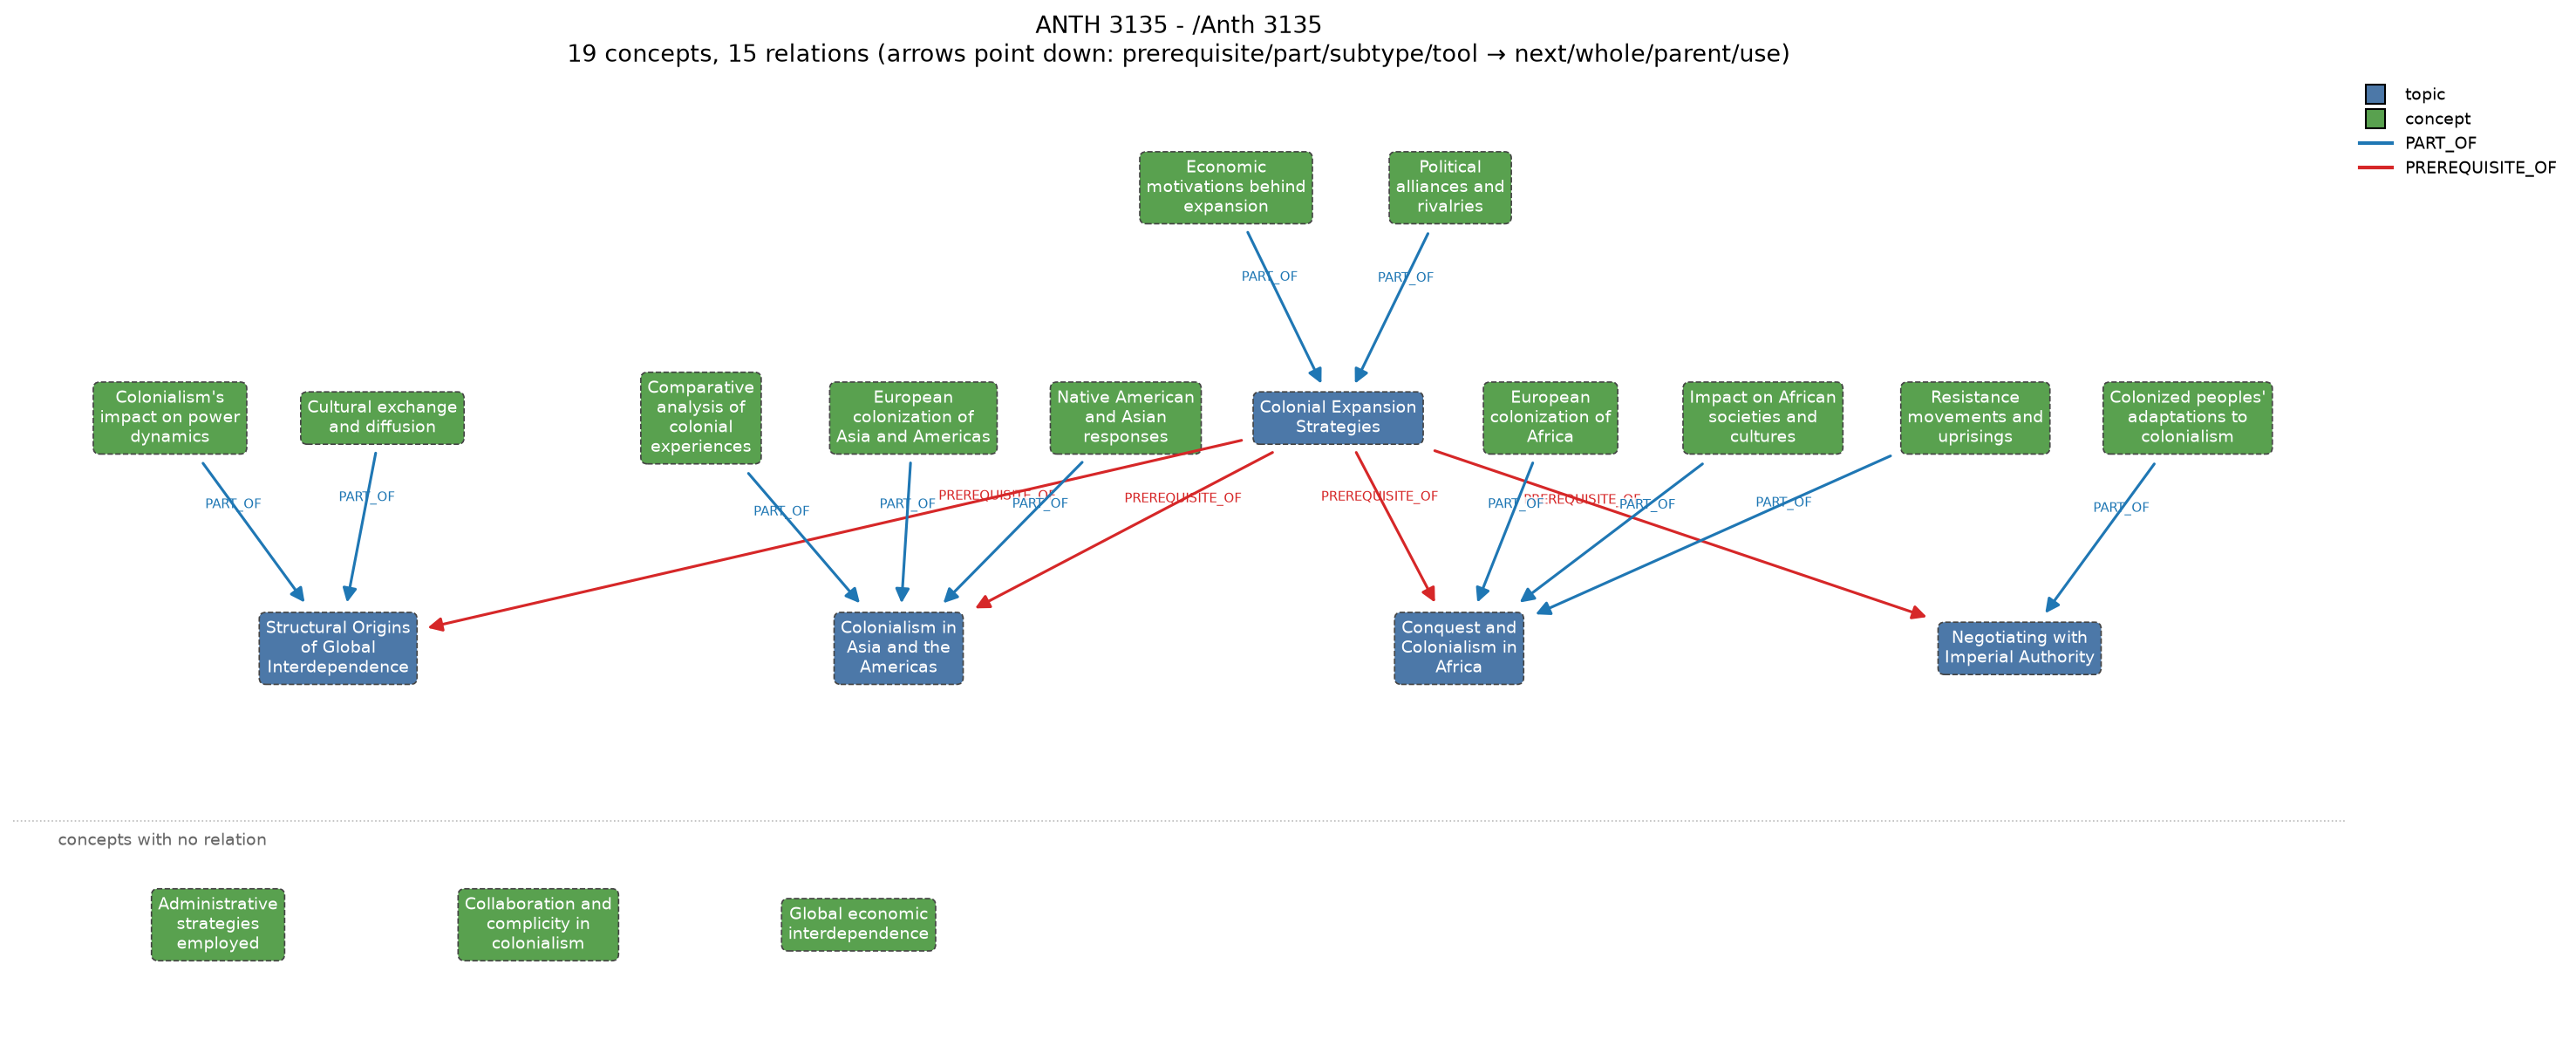 ANTH 3135 - /Anth 3135
19 concepts, 15 relations (arrows point down: prerequisite/part/subtype/tool → next/whole/parent/use)
topic
concept
PART_OF
PREREQUISITE_OF
Economic
motivations behind
expansion
Political
alliances and
rivalries
PART_OF
PART_OF
Colonialism's
impact on power
dynamics
Cultural exchange
and diffusion
Comparative
analysis of
colonial
experiences
European
colonization of
Asia and Americas
Native American
and Asian
responses
Colonial Expansion
Strategies
European
colonization of
Africa
Impact on African
societies and
cultures
Resistance
movements and
uprisings
Colonized peoples'
adaptations to
colonialism
PART_OF
PART_OF
PART_OF
PART_OF
PREREQUISITE_OF
PART_OF
PREREQUISITE_OF
PREREQUISITE_OF
PART_OF
PREREQUISITE_OF
PART_OF
PART_OF
PART_OF
Structural Origins
of Global
Interdependence
Colonialism in
Asia and the
Americas
Conquest and
Colonialism in
Africa
Negotiating with
Imperial Authority
concepts with no relation
Administrative
strategies
employed
Collaboration and
complicity in
colonialism
Global economic
interdependence